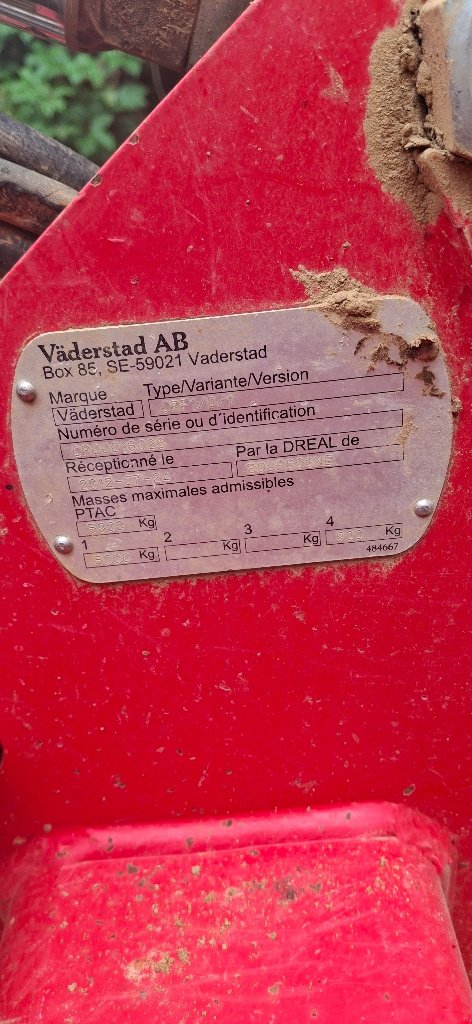 Väderstad AB
Box 85, SE-59021 Vaderstad
Marque Type/Variante/Version
Väderstad
Numéro de série ou d'identification
Réceptionné le Par la DREAL de
Masses maximales admissibles
PTAC
Kg
1 2 3 4
Kg Kg Kg Kg
484667